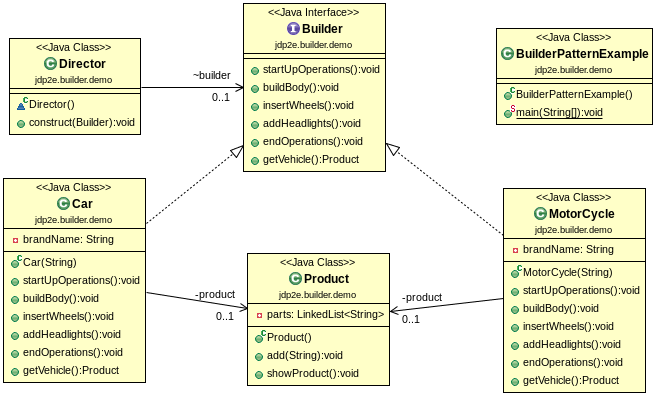 <<Java Class>>
Director
jdp2e.builder.demo
Director()
construct(Builder):void
~builder
0..1
<<Java Interface>>
Builder
jdp2e.builder.demo
startUpOperations():void
buildBody():void
insertWheels():void
addHeadlights():void
endOperations():void
getVehicle():Product
<<Java Class>>
BuilderPatternExample
jdp2e.builder.demo
BuilderPatternExample()
main(String[]):void
<<Java Class>>
Car
jdp2e.builder.demo
brandName: String
Car(String)
startUpOperations():void
buildBody():void
insertWheels():void
addHeadlights():void
endOperations():void
getVehicle():Product
-product
0..1
<<Java Class>>
Product
jdp2e.builder.demo
parts: LinkedList<String>
Product()
add(String):void
showProduct():void
-product
0..1
<<Java Class>>
MotorCycle
jdp2e.builder.demo
brandName: String
MotorCycle(String)
startUpOperations():void
buildBody():void
insertWheels():void
addHeadlights():void
endOperations():void
getVehicle():Product